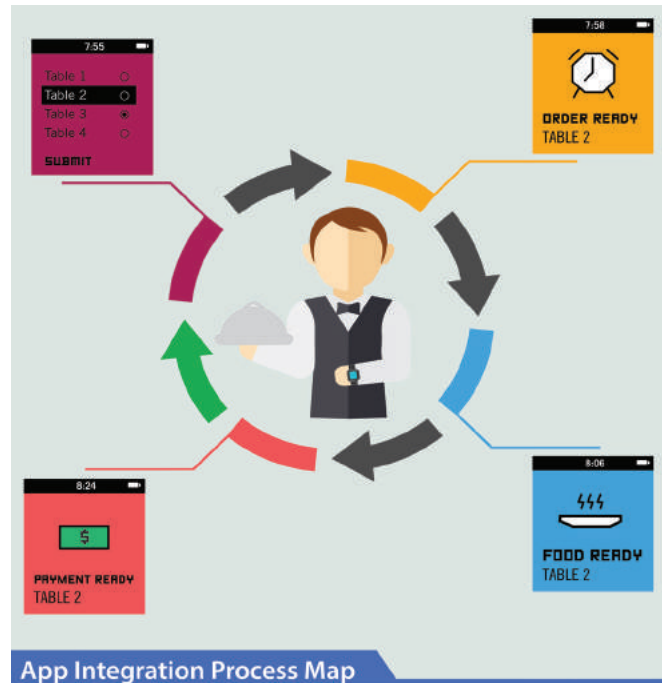 7:55
Table 1
Table 2
Table 3
Table 4
SUBMIT
7:58
ORDER READY
TABLE 2
8:24
$
PAYMENT READY
TABLE 2
8:06
FOOD READY
TABLE 2
App Integration Process Map